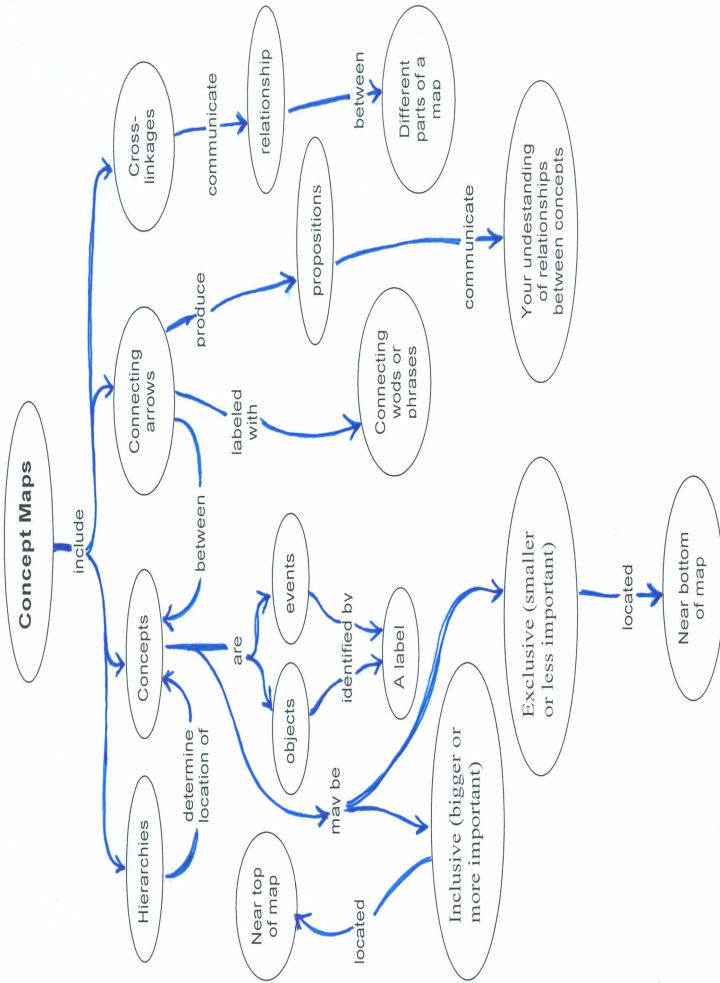 Concept Maps
include
Hierarchies
Concepts
Connecting
arrows
Cross-
linkages
determine
location of
between
labeled
with
produce
communicate
are
objects
events
identified by
A label
propositions
relationship
between
Near top
of map
located
may be
Connecting
wods or
phrases
communicate
Different
parts of a
map
Inclusive (bigger or
more important)
Exclusive (smaller
or less important)
Your undestanding
of relationships
between concepts
located
Near bottom
of map